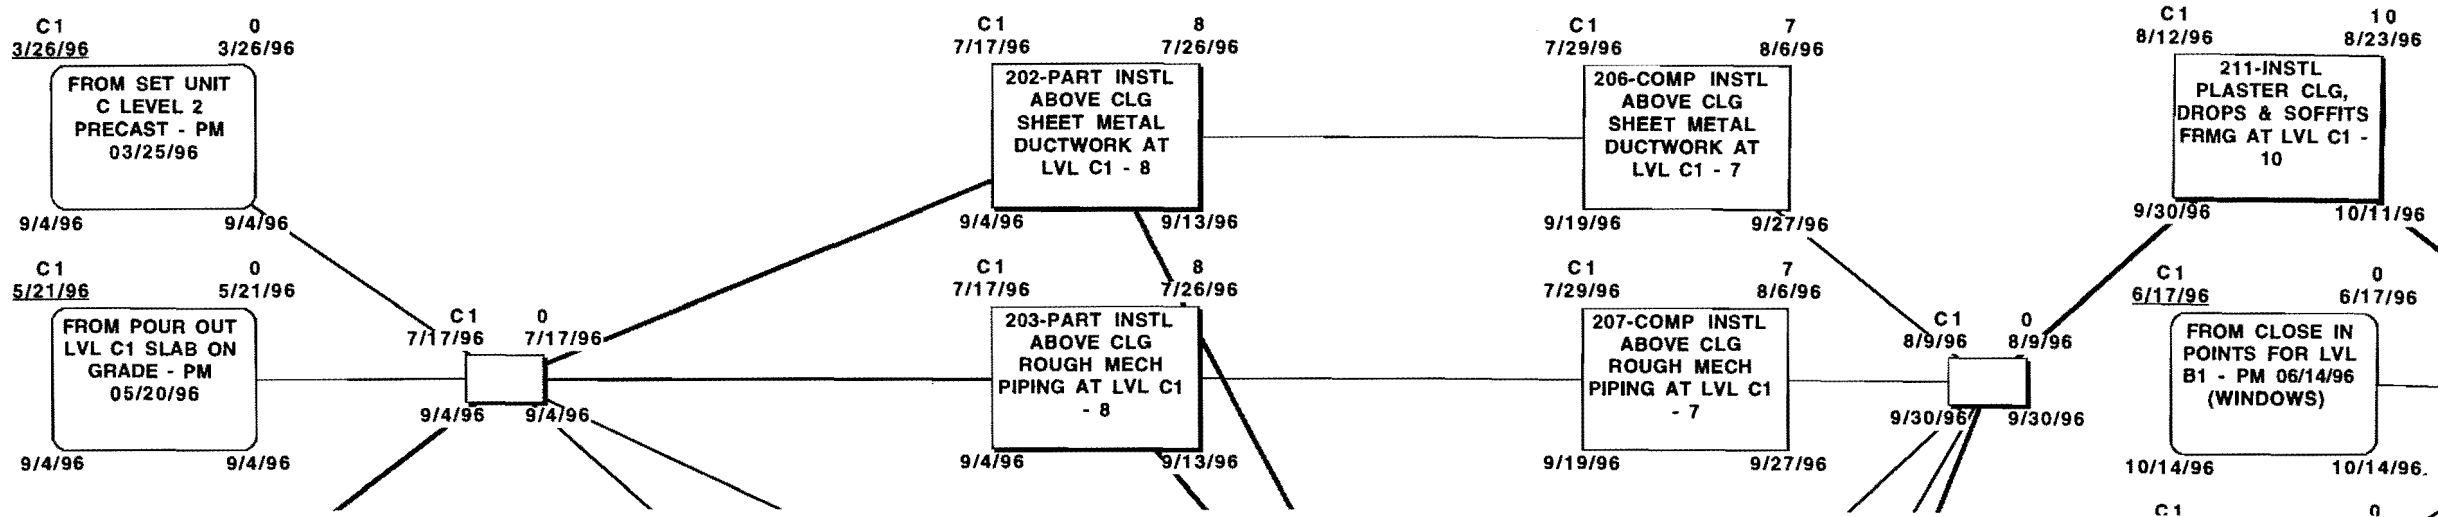 C1 0
3/26/96 3/26/96
FROM SET UNIT
C LEVEL 2
PRECAST - PM
03/25/96
9/4/96 9/4/96
C1 0
5/21/96 5/21/96
FROM POUR OUT
LVL C1 SLAB ON
GRADE - PM
05/20/96
9/4/96 9/4/96
C1 0
7/17/96 7/17/96
9/4/96 9/4/96
C1 8
7/17/96 7/26/96
202-PART INSTL
ABOVE CLG
SHEET METAL
DUCTWORK AT
LVL C1 - 8
9/4/96 9/13/96
C1 8
7/17/96 7/26/96
203-PART INSTL
ABOVE CLG
ROUGH MECH
PIPING AT LVL C1
- 8
9/4/96 9/13/96
C1 7
7/29/96 8/6/96
206-COMP INSTL
ABOVE CLG
SHEET METAL
DUCTWORK AT
LVL C1 - 7
9/19/96 9/27/96
C1 7
7/29/96 8/6/96
207-COMP INSTL
ABOVE CLG
ROUGH MECH
PIPING AT LVL C1
- 7
9/19/96 9/27/96
C1 0
8/9/96 8/9/96
9/30/96 9/30/96
C1 10
8/12/96 8/23/96
211-INSTL
PLASTER CLG,
DROPS & SOFFITS
FRMG AT LVL C1 -
10
9/30/96 10/11/96
C1 0
6/17/96 6/17/96
FROM CLOSE IN
POINTS FOR LVL
B1 - PM 06/14/96
(WINDOWS)
10/14/96 10/14/96
C1 0